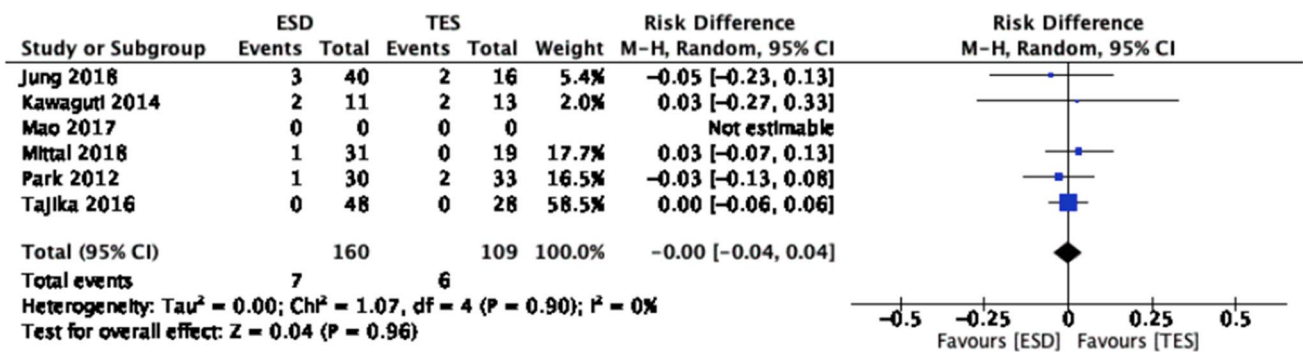 ESD TES Risk Difference Risk Difference
Study or Subgroup Events Total Events Total Weight M-H, Random, 95% CI M-H, Random, 95% CI
Jung 2018 3 40 2 16 5.4% −0.05 [−0.23, 0.13]
Kawaguti 2014 2 11 2 13 2.0% 0.03 [−0.27, 0.33]
Mao 2017 0 0 0 0 Not estimable
Mittal 2018 1 31 0 19 17.7% 0.03 [−0.07, 0.13]
Park 2012 1 30 2 33 16.5% −0.03 [−0.13, 0.08]
Tajika 2016 0 48 0 28 58.5% 0.00 [−0.06, 0.06]
Total (95% CI) 160 109 100.0% −0.00 [−0.04, 0.04]
Total events 7 6
Heterogeneity: Tau² = 0.00; Chi² = 1.07, df = 4 (P = 0.90); I² = 0%
Test for overall effect: Z = 0.04 (P = 0.96)
−0.5 −0.25 0 0.25 0.5
Favours [ESD] Favours [TES]